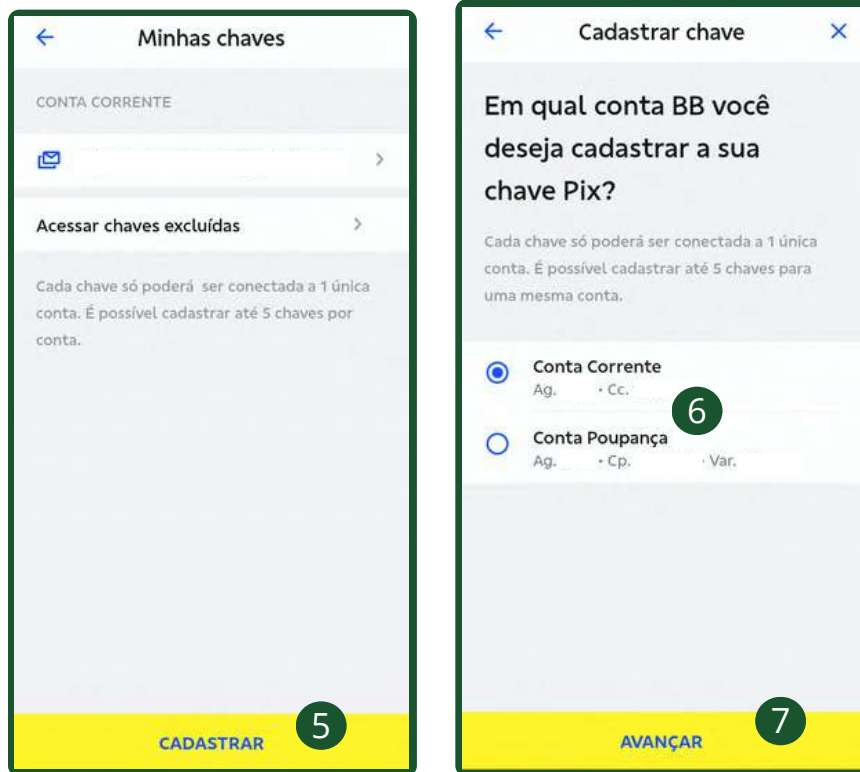 Minhas chaves
CONTA CORRENTE
Acessar chaves excluídas
Cada chave só poderá ser conectada a 1 única
conta. É possível cadastrar até 5 chaves por
conta.
CADASTRAR
5
Cadastrar chave
Em qual conta BB você
deseja cadastrar a sua
chave Pix?
Cada chave só poderá ser conectada a 1 única
conta. É possível cadastrar até 5 chaves para
uma mesma conta.
Conta Corrente
Ag. · Cc.
6
Conta Poupança
Ag. · Cp. · Var.
AVANÇAR
7